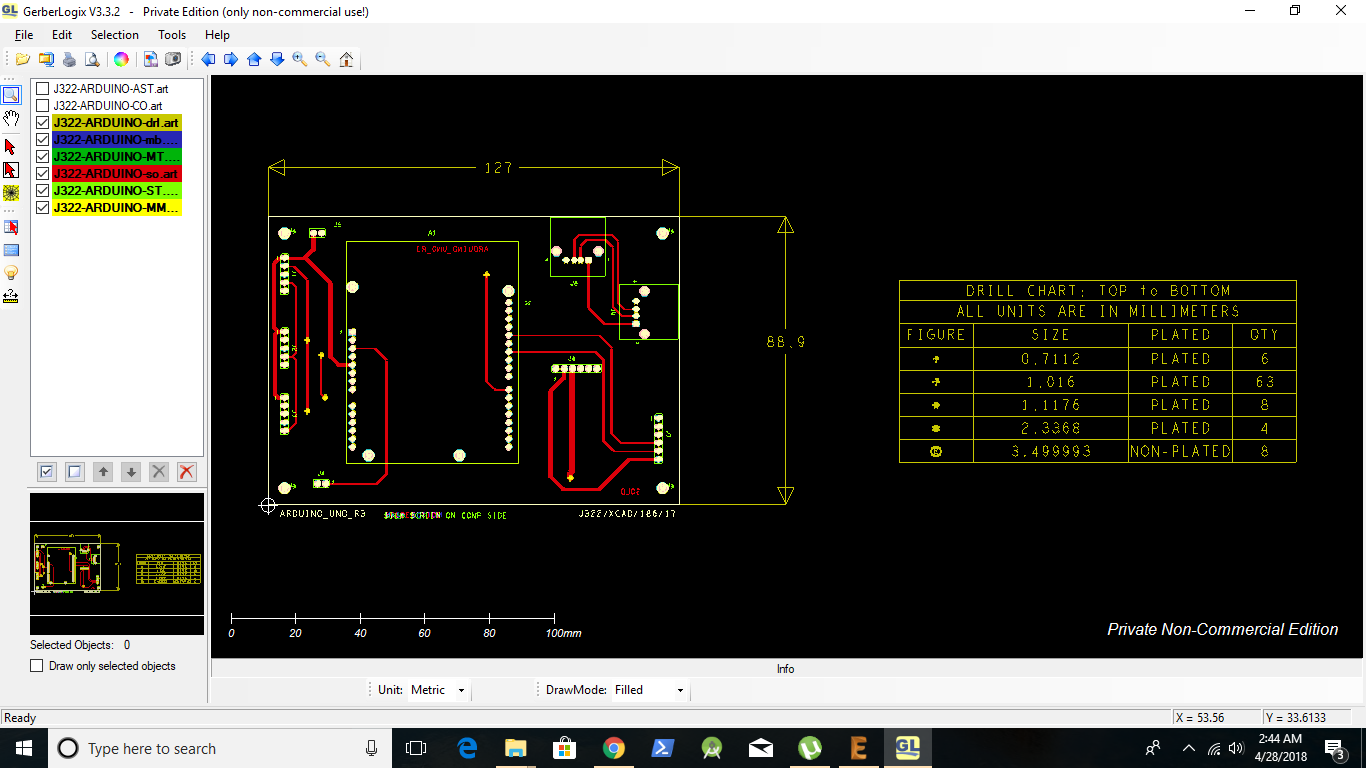 GerberLogix V3.3.2 - Private Edition (only non-commercial use!)
File Edit Selection Tools Help
J322-ARDUINO-AST.art
J322-ARDUINO-CO.art
J322-ARDUINO-drl.art
J322-ARDUINO-mb....
J322-ARDUINO-MT....
J322-ARDUINO-so.art
J322-ARDUINO-ST....
J322-ARDUINO-MM...
127
88.9
A1
ARDUINO_UNO_R3
SOLD
ARDUINO_UNO_R3
SCREEN ON COMP SIDE
J322/XCAD/106/17
DRILL CHART: TOP to BOTTOM
ALL UNITS ARE IN MILLIMETERS
FIGURE SIZE PLATED QTY
0.7112 PLATED 6
1.016 PLATED 63
1.1176 PLATED 8
2.3368 PLATED 4
3.499993 NON-PLATED 8
0 20 40 60 80 100mm
Private Non-Commercial Edition
Selected Objects: 0
Draw only selected objects
Info
Unit: Metric DrawMode: Filled
Ready X = 53.56 Y = 33.6133
Type here to search
GL
2:44 AM
4/28/2018
3